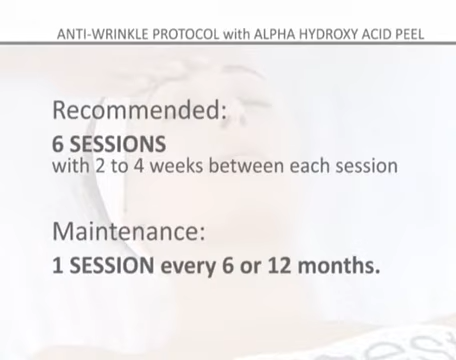 ANTI-WRINKLE PROTOCOL with ALPHA HYDROXY ACID PEEL
Recommended:
6 SESSIONS
with 2 to 4 weeks between each session
Maintenance:
1 SESSION every 6 or 12 months.